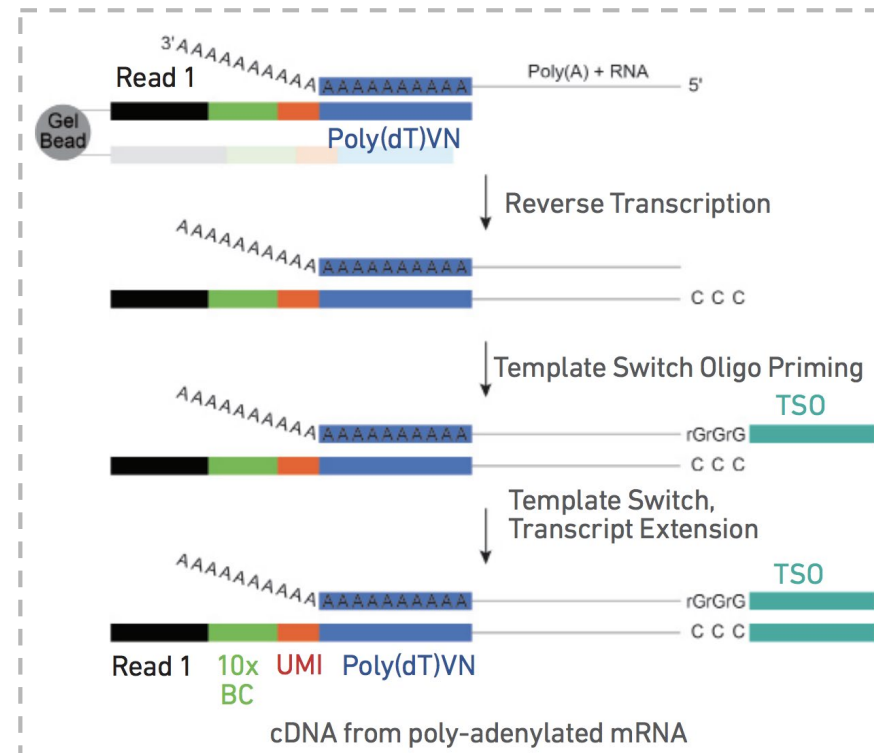 3'AAAAAAAAAA
AAAAAAAAAA
Poly(A) + RNA
5'
Read 1
Gel
Bead
Poly(dT)VN
Reverse Transcription
AAAAAAAAAA
AAAAAAAAAA
C C C
Template Switch Oligo Priming
TSO
AAAAAAAAAA
AAAAAAAAAA
rGrGrG
C C C
Template Switch,
Transcript Extension
TSO
AAAAAAAAAA
AAAAAAAAAA
rGrGrG
C C C
Read 1
10x
BC
UMI
Poly(dT)VN
cDNA from poly-adenylated mRNA